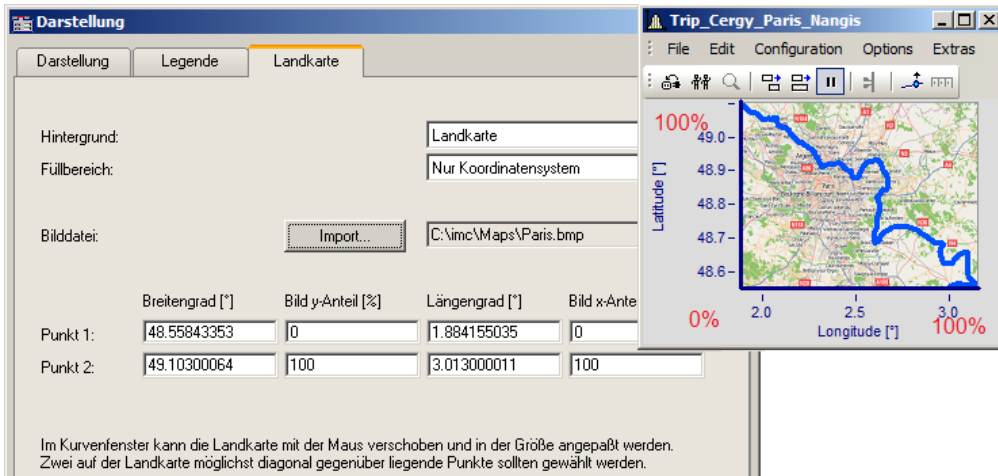 Darstellung
Darstellung Legende Landkarte
Hintergrund: Landkarte
Füllbereich: Nur Koordinatensystem
Bilddatei: Import... C:\imc\Maps\Paris.bmp
Breitengrad [°] Bild y-Anteil [%] Längengrad [°] Bild x-Ante
Punkt 1: 48.55843353 0 1.884155035 0
Punkt 2: 49.10300064 100 3.013000011 100
Im Kurvenfenster kann die Landkarte mit der Maus verschoben und in der Größe angepaßt werden.
Zwei auf der Landkarte möglichst diagonal gegenüber liegende Punkte sollten gewählt werden.
Trip_Cergy_Paris_Nangis
File Edit Configuration Options Extras
100%
49.0
48.9
48.8
48.7
48.6
Latitude [°]
Paris
0%
2.0 2.5 3.0
Longitude [°]
100%